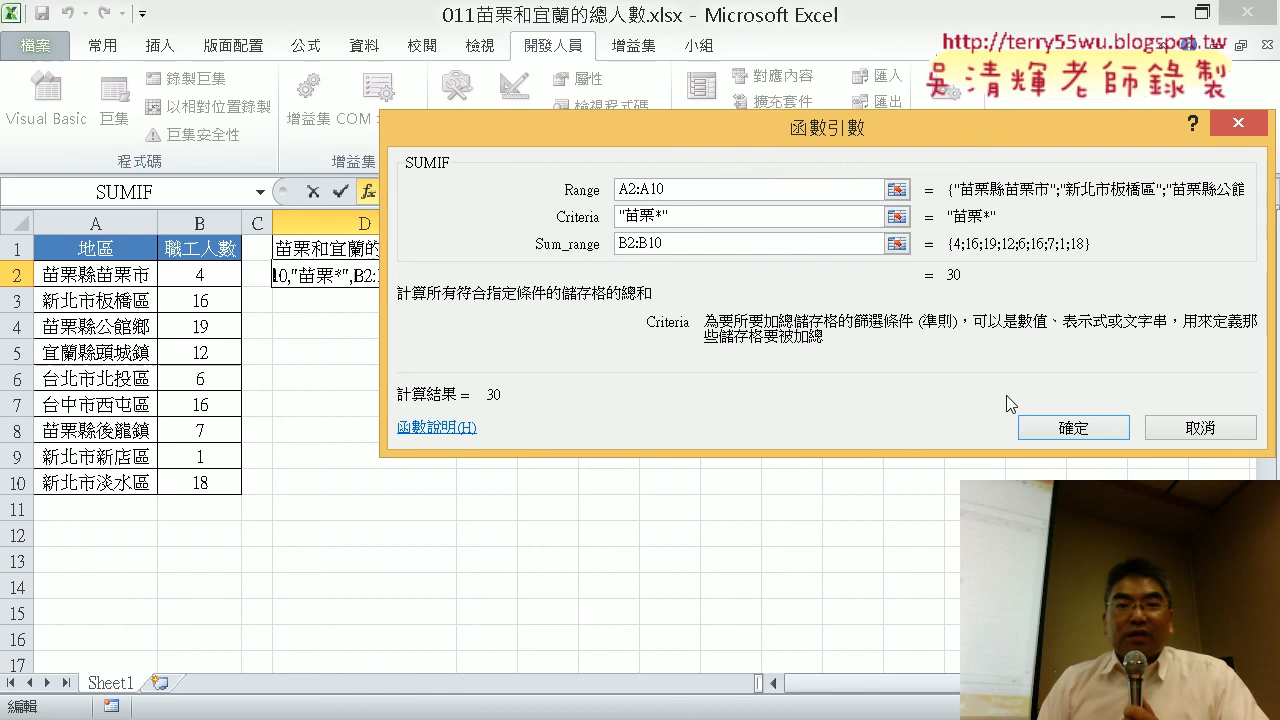 011苗栗和宜蘭的總人數.xlsx - Microsoft Excel
檔案 常用 插入 版面配置 公式 資料 校閱 檢視 開發人員 增益集 小組
http://terry55wu.blogspot.tw
吳清輝老師錄製
Visual Basic 巨集 錄製巨集 以相對位置錄製 巨集安全性 增益集 COM 屬性 檢視程式碼 對應內容 擴充套件 匯入 匯出
程式碼 增益集
SUMIF fx
函數引數 ?
SUMIF
Range A2:A10 = {"苗栗縣苗栗市";"新北市板橋區";"苗栗縣公館
Criteria "苗栗*" = "苗栗*"
Sum_range B2:B10 = {4;16;19;12;6;16;7;1;18}
= 30
計算所有符合指定條件的儲存格的總和
Criteria 為要所要加總儲存格的篩選條件 (準則)，可以是數值、表示式或文字串，用來定義那
些儲存格要被加總
計算結果 = 30
函數說明(H) 確定 取消
A B C D
1 地區 職工人數 苗栗和宜蘭的
2 苗栗縣苗栗市 4 10,"苗栗*",B2:
3 新北市板橋區 16
4 苗栗縣公館鄉 19
5 宜蘭縣頭城鎮 12
6 台北市北投區 6
7 台中市西屯區 16
8 苗栗縣後龍鎮 7
9 新北市新店區 1
10 新北市淡水區 18
11
12
13
14
15
16
17
Sheet1
編輯